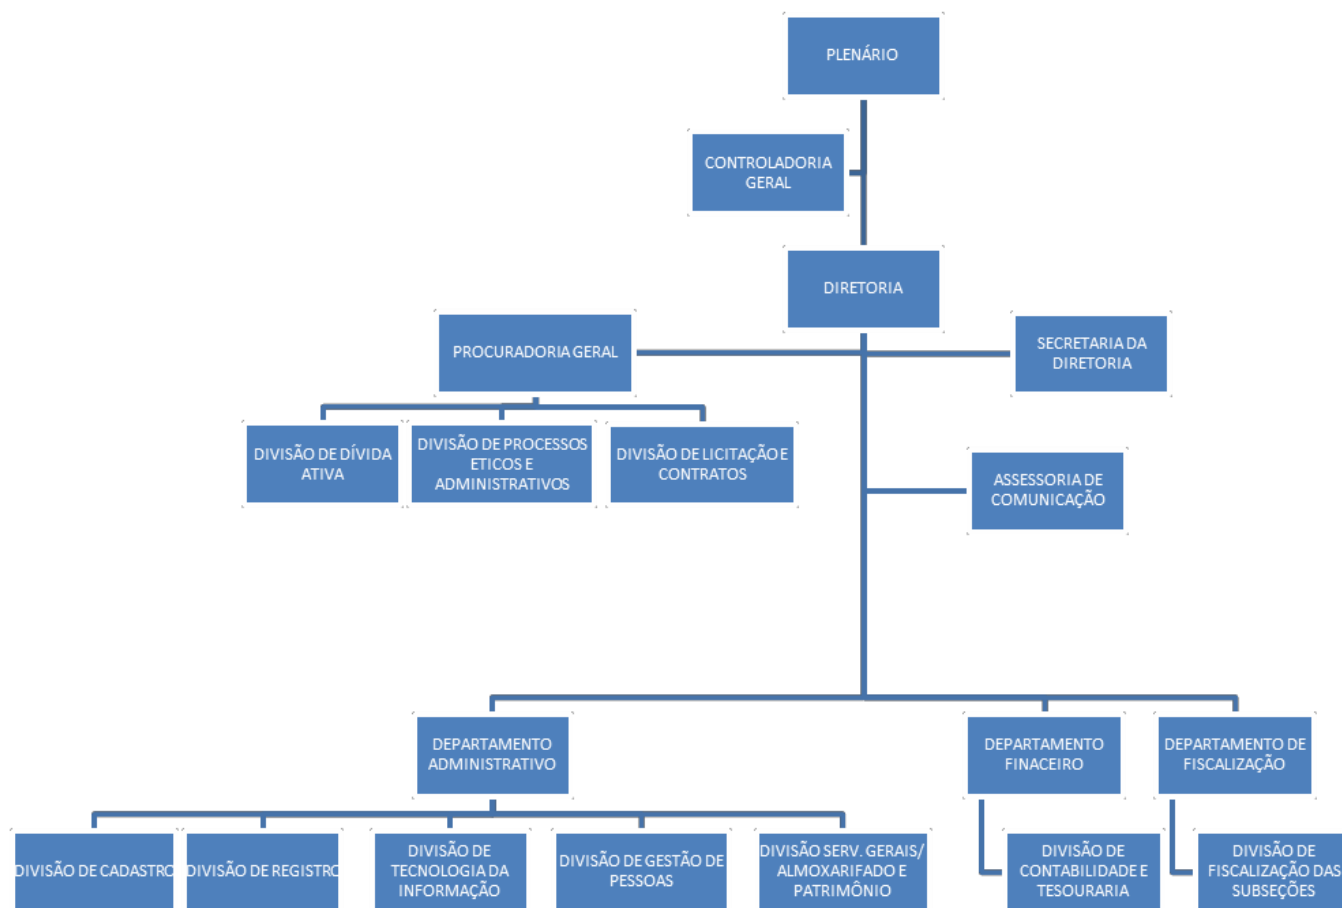 PLENÁRIO
CONTROLADORIA
GERAL
DIRETORIA
PROCURADORIA GERAL
SECRETARIA DA
DIRETORIA
DIVISÃO DE DÍVIDA
ATIVA
DIVISÃO DE PROCESSOS
ETICOS E
ADMINISTRATIVOS
DIVISÃO DE LICITAÇÃO E
CONTRATOS
ASSESSORIA DE
COMUNICAÇÃO
DEPARTAMENTO
ADMINISTRATIVO
DEPARTAMENTO
FINACEIRO
DEPARTAMENTO DE
FISCALIZAÇÃO
DIVISÃO DE CADASTRO
DIVISÃO DE REGISTRO
DIVISÃO DE
TECNOLOGIA DA
INFORMAÇÃO
DIVISÃO DE GESTÃO DE
PESSOAS
DIVISÃO SERV. GERAIS/
ALMOXARIFADO E
PATRIMÔNIO
DIVISÃO DE
CONTABILIDADE E
TESOURARIA
DIVISÃO DE
FISCALIZAÇÃO DAS
SUBSEÇÕES